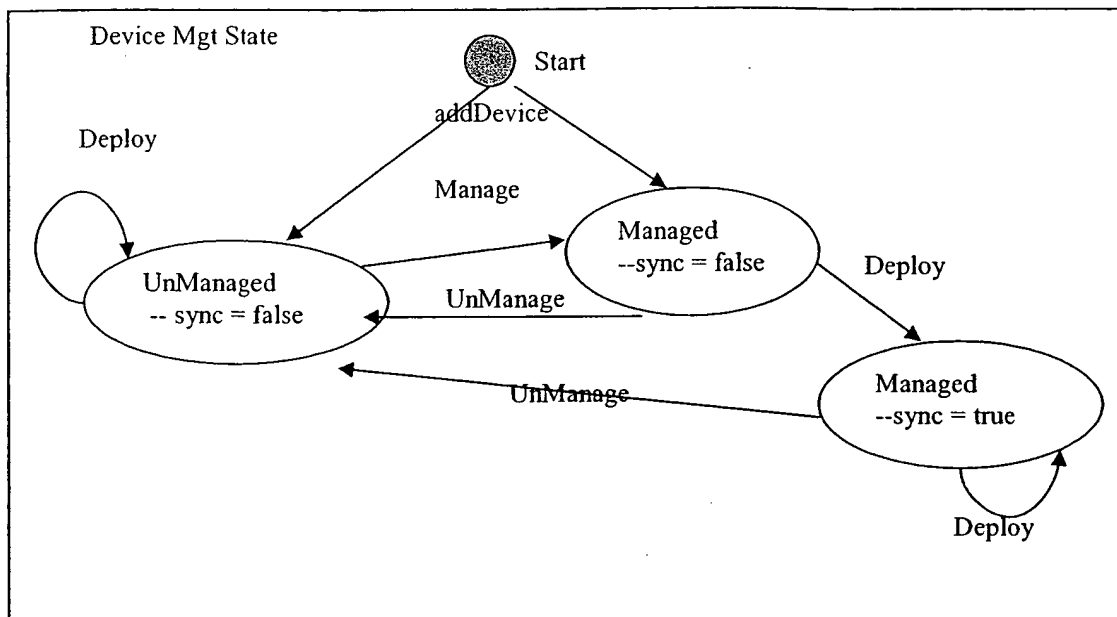 Device Mgt State
Start
addDevice
Deploy
Manage
Managed
--sync = false
Deploy
UnManaged
-- sync = false
UnManage
UnManage
Managed
--sync = true
Deploy